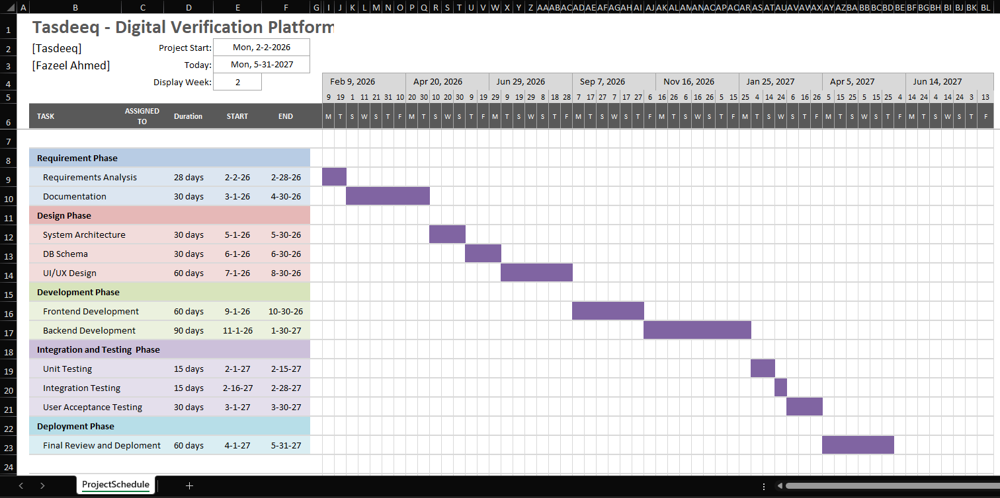 A B C D E F G I J K L M N O P Q R S T U V W X Y Z AA AB AC AD AE AF AG AH AI AJ AK AL AM AN AO AP AQ AR AS AT AU AV AW AX AY AZ BA BB BC BD BE BF BG BH BI BJ BK BL
1 Tasdeeq - Digital Verification Platform
2 [Tasdeeq] Project Start: Mon, 2-2-2026
3 [Fazeel Ahmed] Today: Mon, 5-31-2027
4 Display Week: 2 Feb 9, 2026 Apr 20, 2026 Jun 29, 2026 Sep 7, 2026 Nov 16, 2026 Jan 25, 2027 Apr 5, 2027 Jun 14, 2027
5 9 19 1 11 21 31 10 20 30 10 20 30 9 19 29 9 19 29 8 18 28 7 17 27 7 17 27 6 16 26 6 16 26 5 15 25 4 14 24 6 16 26 5 15 25 5 15 25 4 14 24 4 14 24 3 13
6 TASK ASSIGNED TO Duration START END M T S W S T F M T S W S T F M T S W S T F M T S W S T F M T S W S T F M T S W S T F M T S W S T F M T S W S T F
7
8 Requirement Phase
9 Requirements Analysis 28 days 2-2-26 2-28-26
10 Documentation 30 days 3-1-26 4-30-26
11 Design Phase
12 System Architecture 30 days 5-1-26 5-30-26
13 DB Schema 30 days 6-1-26 6-30-26
14 UI/UX Design 60 days 7-1-26 8-30-26
15 Development Phase
16 Frontend Development 60 days 9-1-26 10-30-26
17 Backend Development 90 days 11-1-26 1-30-27
18 Integration and Testing  Phase
19 Unit Testing 15 days 2-1-27 2-15-27
20 Integration Testing 15 days 2-16-27 2-28-27
21 User Acceptance Testing 30 days 3-1-27 3-30-27
22 Deployment Phase
23 Final Review and Deploment 60 days 4-1-27 5-31-27
24
ProjectSchedule